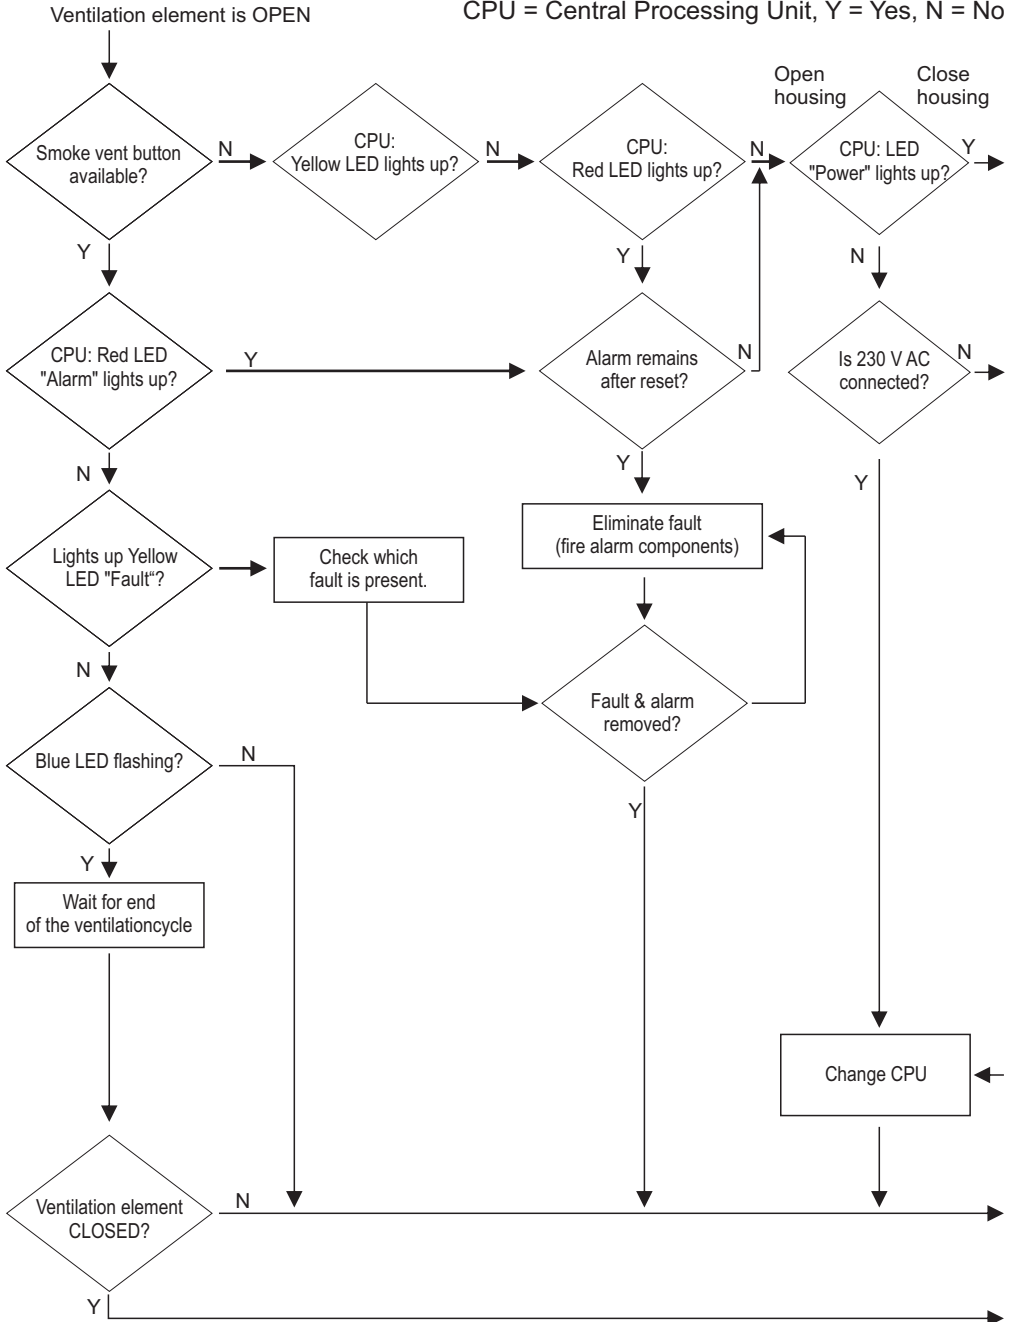 Ventilation element is OPEN
CPU = Central Processing Unit, Y = Yes, N = No
Open
housing
Close
housing
Smoke vent button
available?
N
CPU:
Yellow LED lights up?
N
CPU:
Red LED lights up?
N
CPU: LED
"Power" lights up?
Y
Y
Y
N
CPU: Red LED
"Alarm" lights up?
Y
Alarm remains
after reset?
N
Is 230 V AC
connected?
N
N
Y
Y
Lights up Yellow
LED "Fault“?
Check which
fault is present.
Eliminate fault
(fire alarm components)
N
Fault & alarm
removed?
Blue LED flashing?
N
Y
Y
Wait for end
of the ventilationcycle
Change CPU
Ventilation element
CLOSED?
N
Y